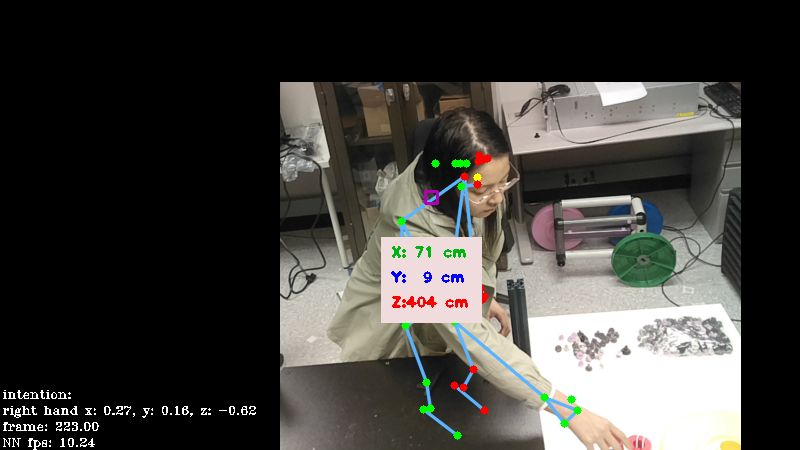 X: 71 cm
Y: 9 cm
Z:404 cm
intention:
right hand x: 0.27, y: 0.16, z: -0.62
frame: 223.00
NN fps: 10.24